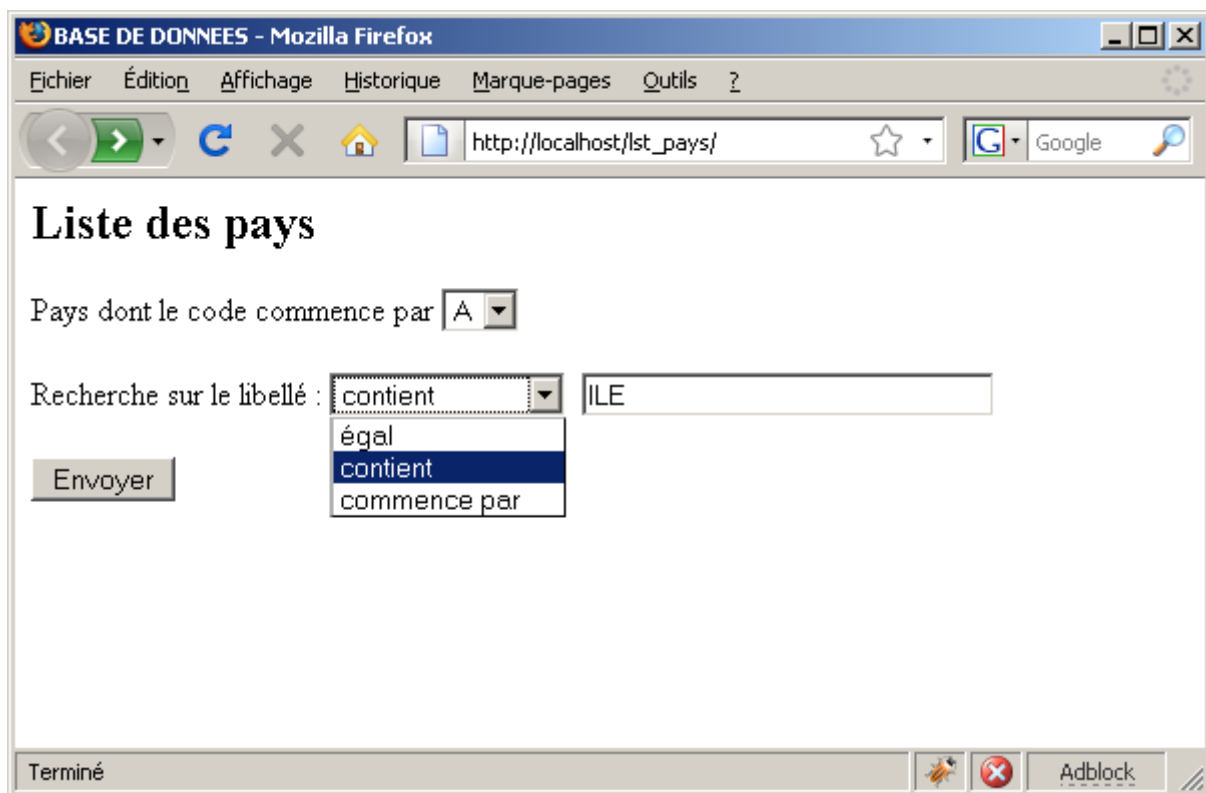 BASE DE DONNEES - Mozilla Firefox
Fichier Édition Affichage Historique Marque-pages Outils ?
http://localhost/lst_pays/ G Google
Liste des pays
Pays dont le code commence par A
Recherche sur le libellé : contient ILE
égal
contient
commence par
Envoyer
Terminé Adblock